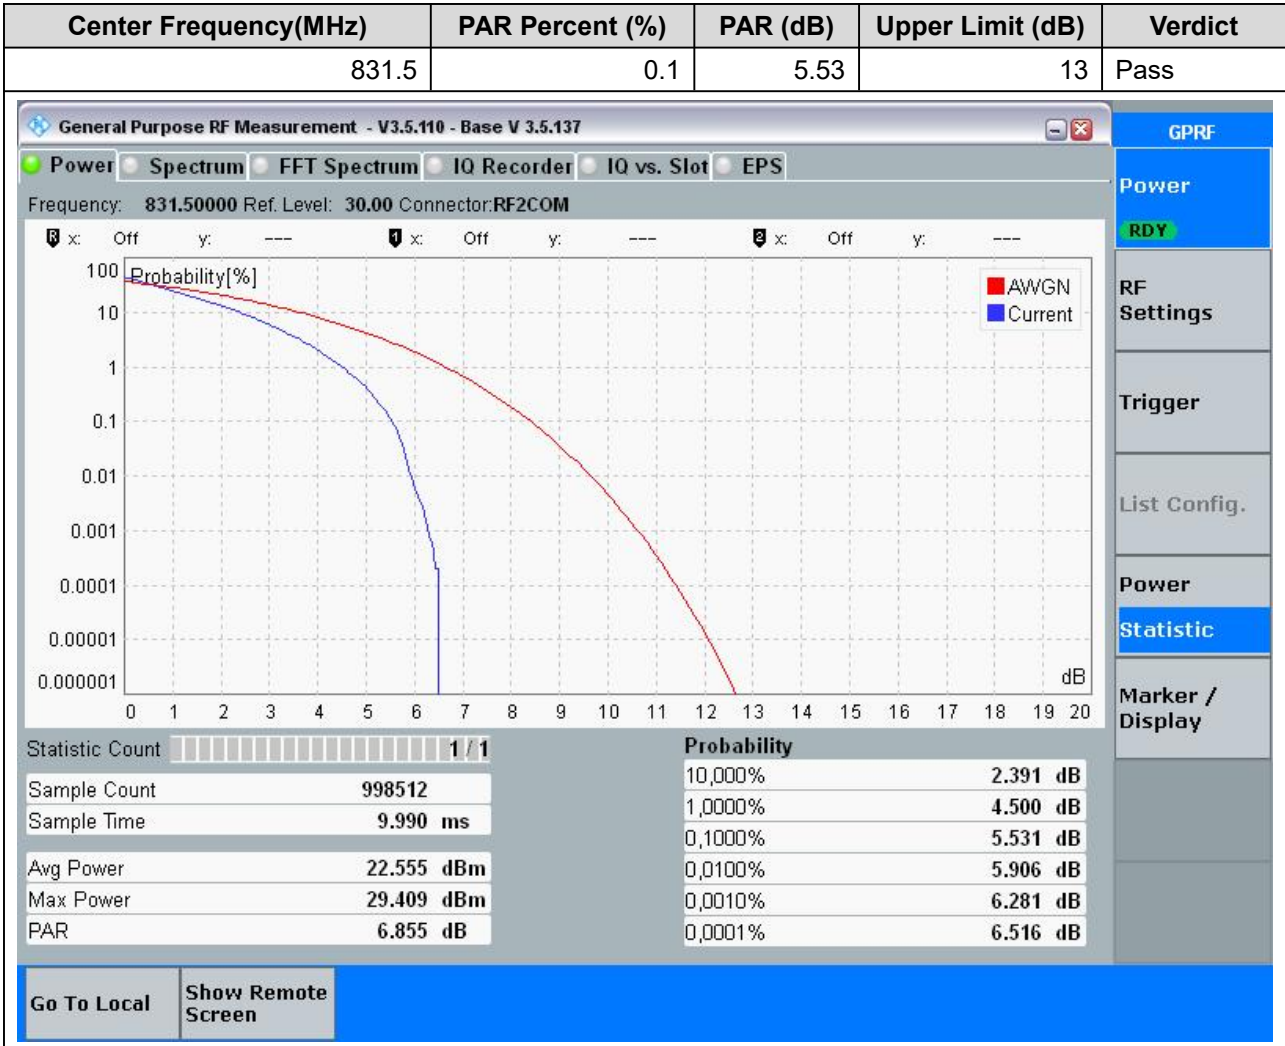 Center Frequency(MHz) PAR Percent (%) PAR (dB) Upper Limit (dB) Verdict
831.5 0.1 5.53 13 Pass
General Purpose RF Measurement - V3.5.110 - Base V 3.5.137
GPRF
Power Spectrum FFT Spectrum IQ Recorder IQ vs. Slot EPS
Frequency: 831.50000 Ref. Level: 30.00 Connector:RF2COM
R x: Off y: --- 1 x: Off y: --- 2 x: Off y: ---
Probability[%]
AWGN
Current
100
10
1
0.1
0.01
0.001
0.0001
0.00001
0.000001
dB
0 1 2 3 4 5 6 7 8 9 10 11 12 13 14 15 16 17 18 19 20
Statistic Count 1 / 1
Sample Count 998512
Sample Time 9.990 ms
Avg Power 22.555 dBm
Max Power 29.409 dBm
PAR 6.855 dB
Probability
10,000% 2.391 dB
1,0000% 4.500 dB
0,1000% 5.531 dB
0,0100% 5.906 dB
0,0010% 6.281 dB
0,0001% 6.516 dB
Power
RDY
RF
Settings
Trigger
List Config.
Power
Statistic
Marker /
Display
Go To Local
Show Remote
Screen